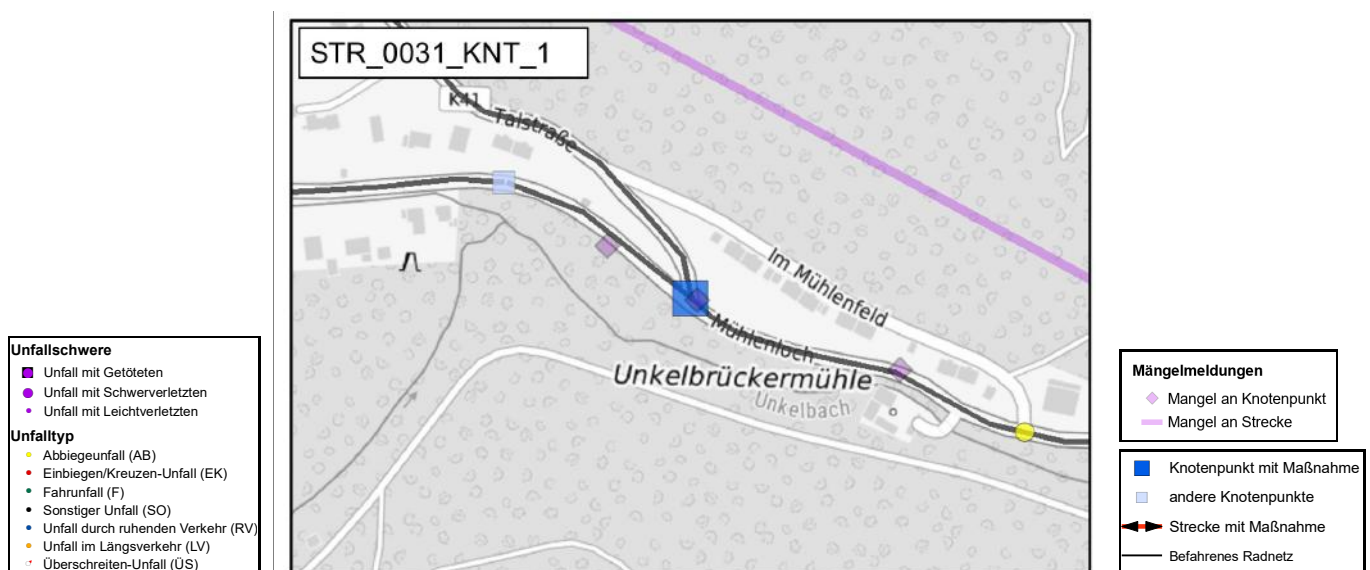 STR_0031_KNT_1
K41
Talstraße
Im Mühlenfeld
Mühlenloch
Unkelbrückermühle
Unkelbach
Unfallschwere
Unfall mit Getöteten
Unfall mit Schwerverletzten
Unfall mit Leichtverletzten
Unfalltyp
Abbiegeunfall (AB)
Einbiegen/Kreuzen-Unfall (EK)
Fahrunfall (F)
Sonstiger Unfall (SO)
Unfall durch ruhenden Verkehr (RV)
Unfall im Längsverkehr (LV)
Überschreiten-Unfall (ÜS)
Mängelmeldungen
Mangel an Knotenpunkt
Mangel an Strecke
Knotenpunkt mit Maßnahme
andere Knotenpunkte
Strecke mit Maßnahme
Befahrenes Radnetz